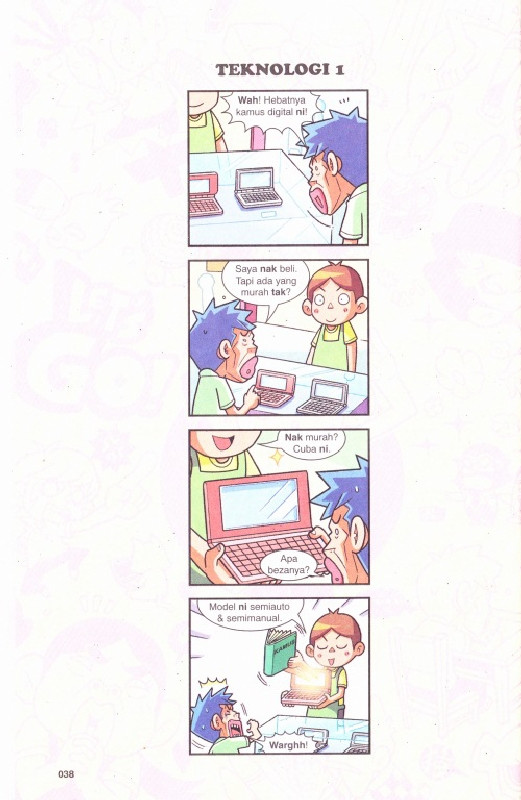 TEKNOLOGI 1
Wah! Hebatnya
kamus digital ni!
Saya nak beli.
Tapi ada yang
murah tak?
Nak murah?
Cuba ni.
Apa
bezanya?
Model ni semiauto
& semimanual.
KAMUS
Warghh!
038